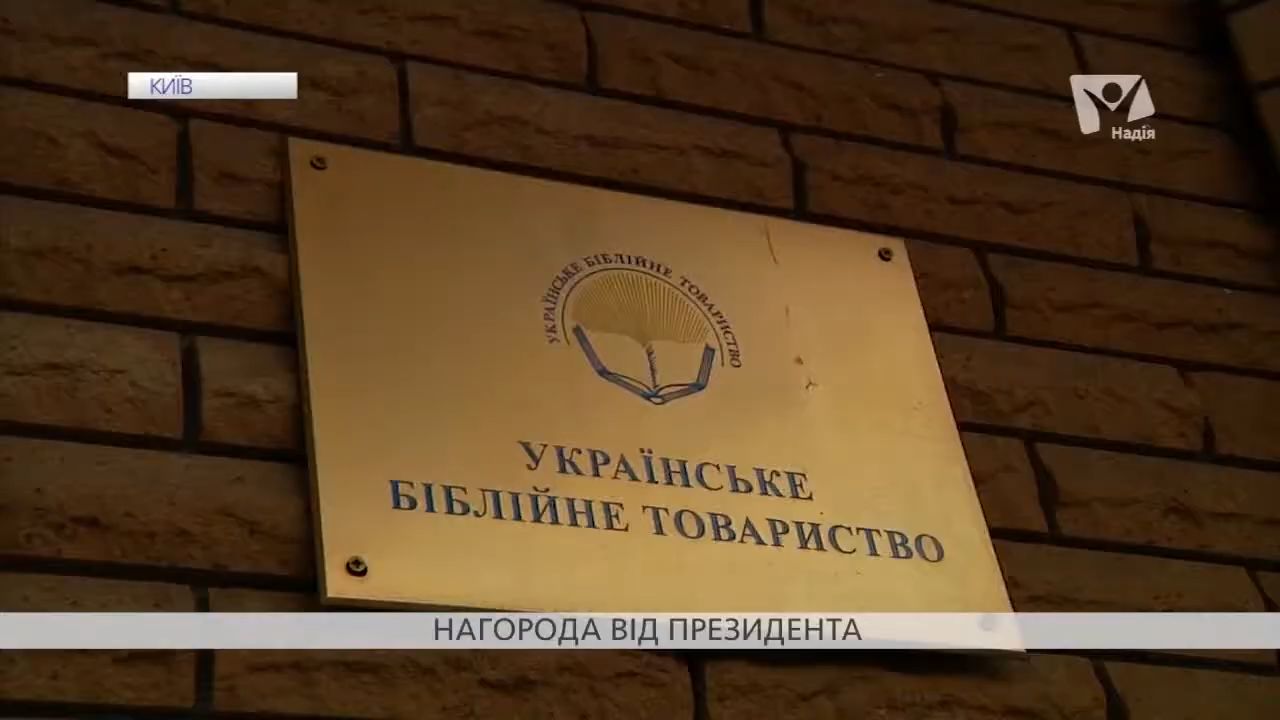 КИЇВ
Надія
УКРАЇНСЬКЕ БІБЛІЙНЕ ТОВАРИСТВО
УКРАЇНСЬКЕ
БІБЛІЙНЕ ТОВАРИСТВО
НАГОРОДА ВІД ПРЕЗИДЕНТА